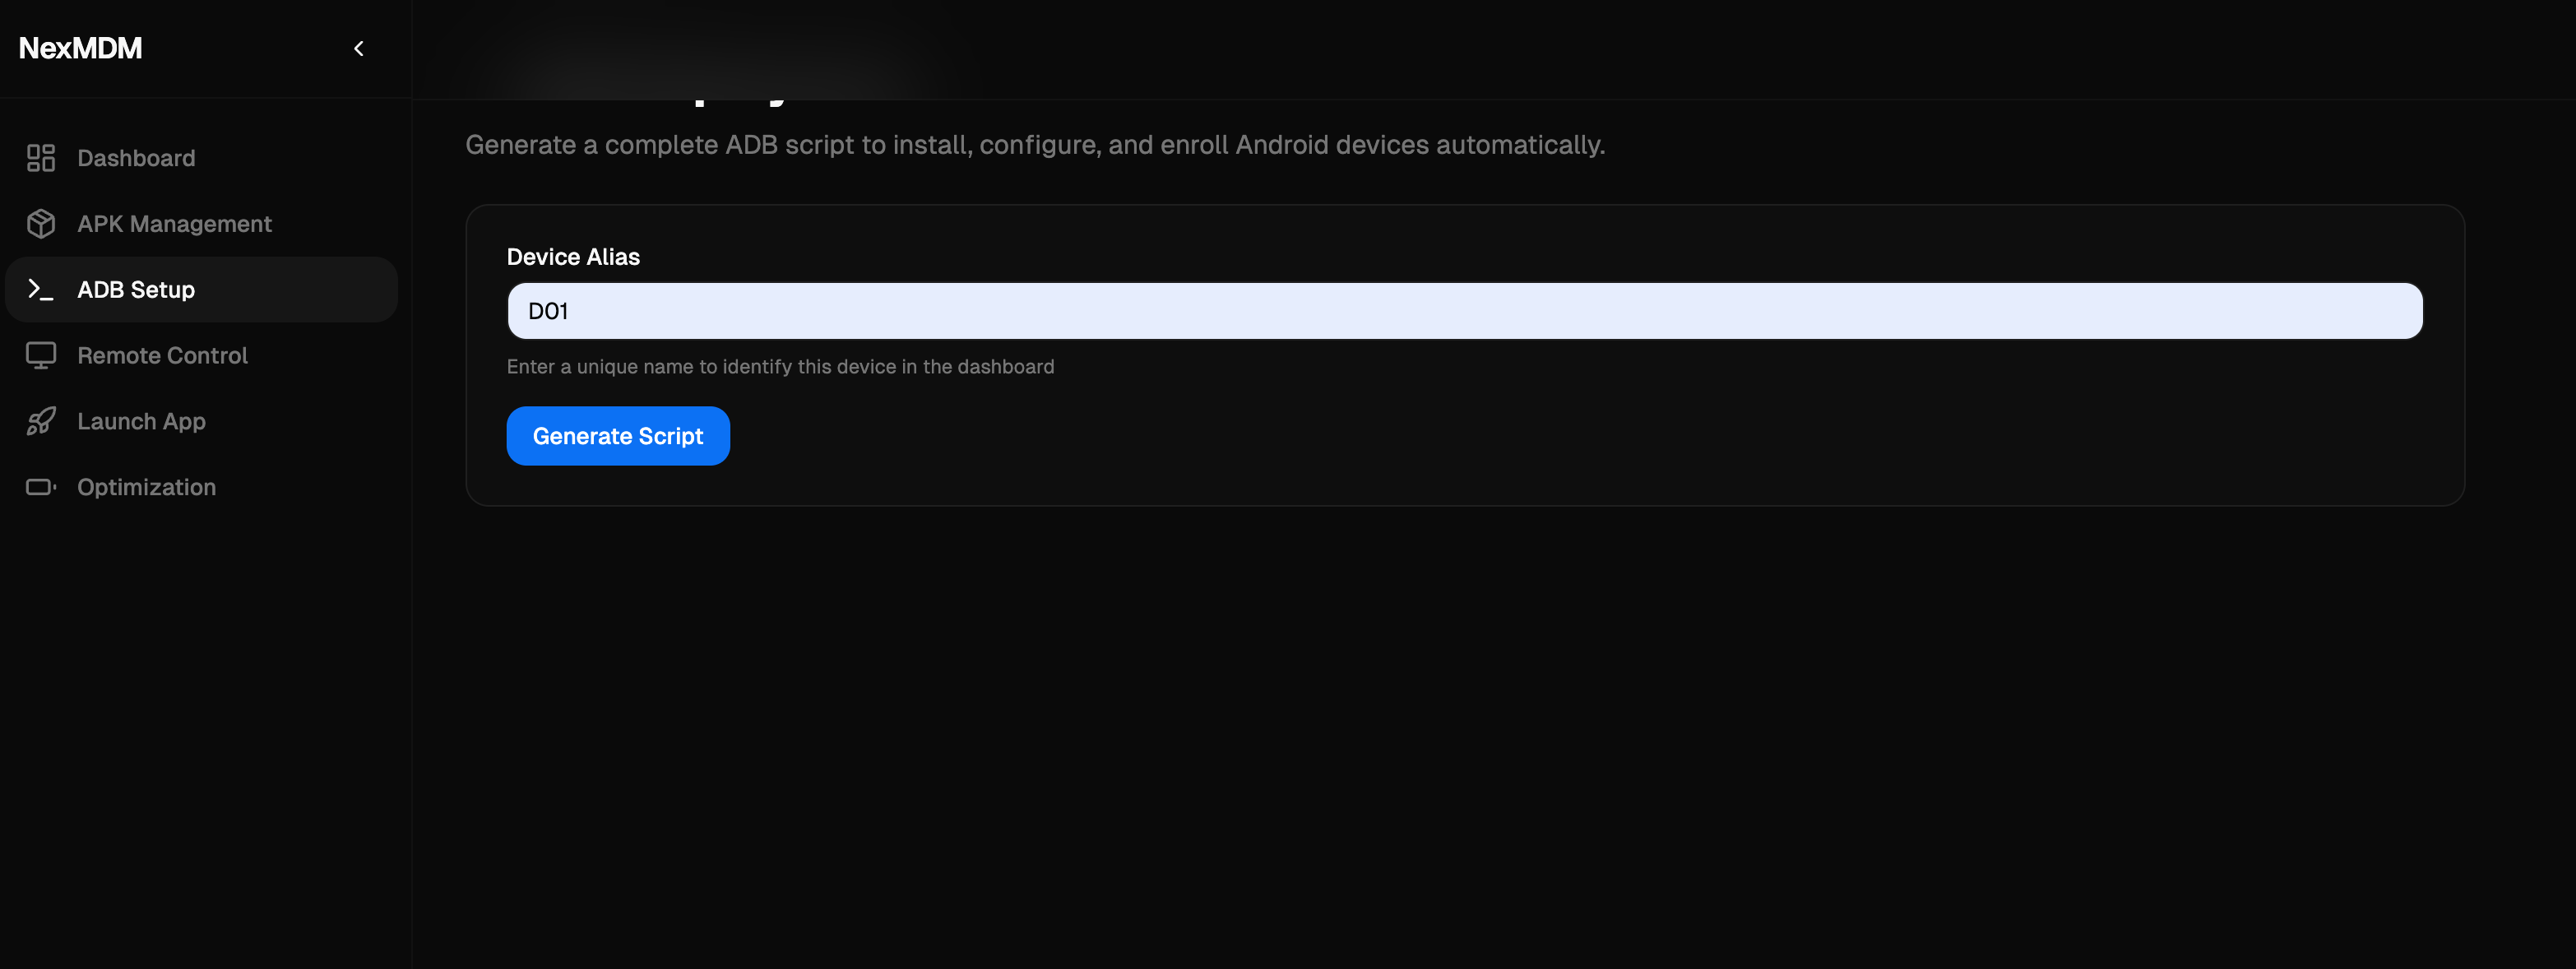 NexMDM
Dashboard
APK Management
ADB Setup
Remote Control
Launch App
Optimization
Generate a complete ADB script to install, configure, and enroll Android devices automatically.
Device Alias
D01
Enter a unique name to identify this device in the dashboard
Generate Script